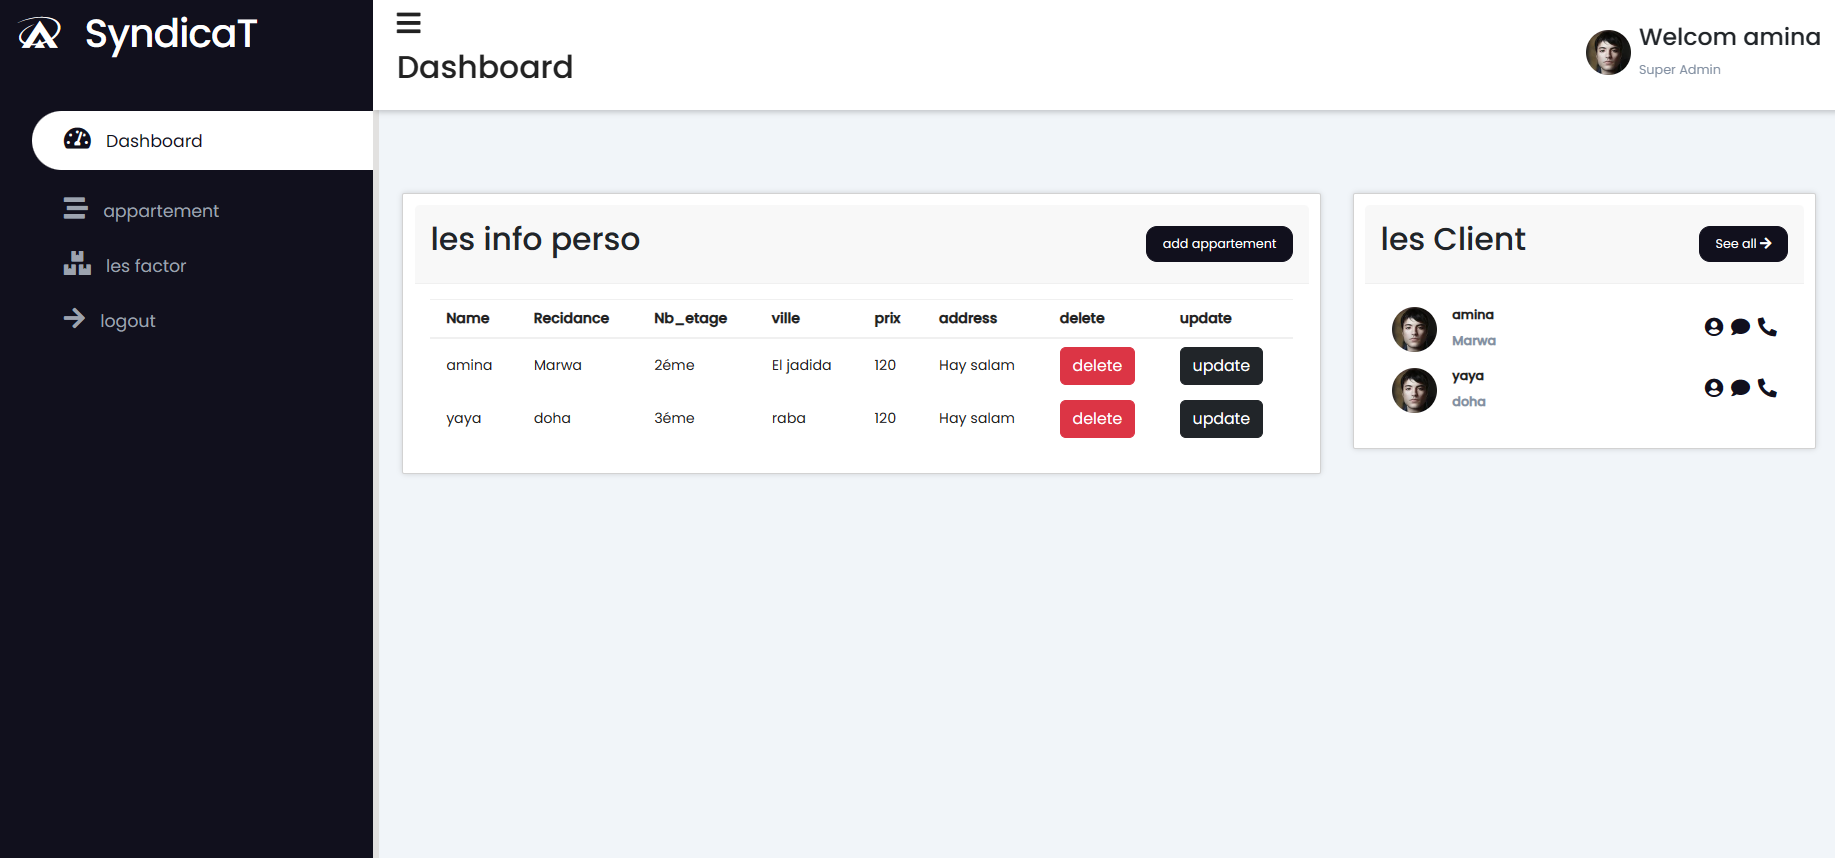 SyndicaT
Dashboard
appartement
les factor
logout
Dashboard
Welcom amina
Super Admin
les info perso
add appartement
Name Recidance Nb_etage ville prix address delete update
amina Marwa 2éme El jadida 120 Hay salam delete update
yaya doha 3éme raba 120 Hay salam delete update
les Client
See all
amina
Marwa
yaya
doha